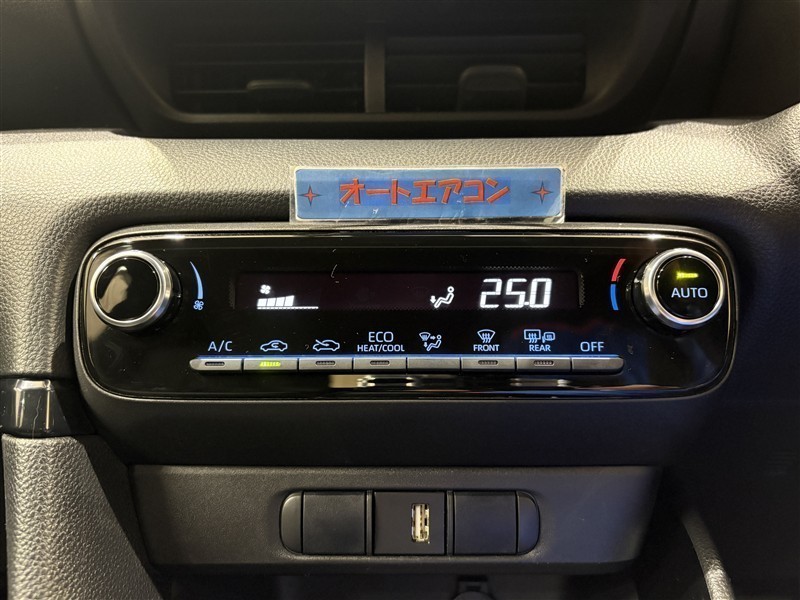 オートエアコン
25.0
AUTO
A/C
ECO
HEAT/COOL
FRONT
REAR
OFF